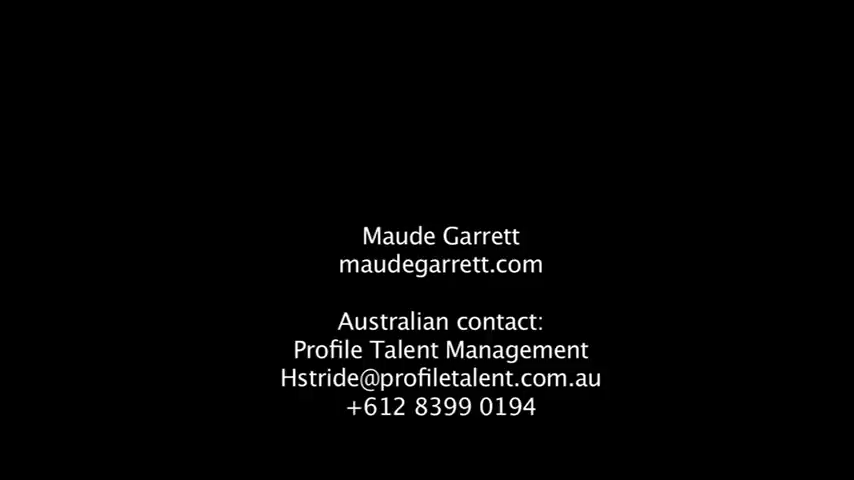 Maude Garrett
maudegarrett.com
Australian contact:
Profile Talent Management
Hstride@profiletalent.com.au
+612 8399 0194